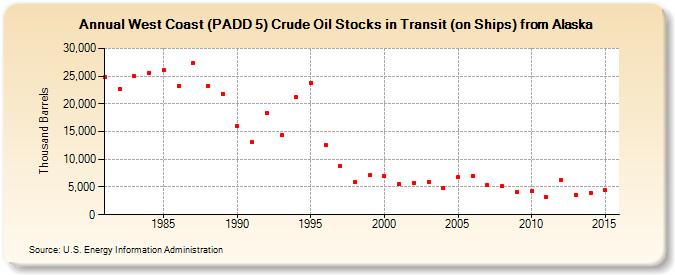 Annual West Coast (PADD 5) Crude Oil Stocks in Transit (on Ships) from Alaska
Thousand Barrels
30,000
25,000
20,000
15,000
10,000
5,000
0
1985 1990 1995 2000 2005 2010 2015
Source: U.S. Energy Information Administration